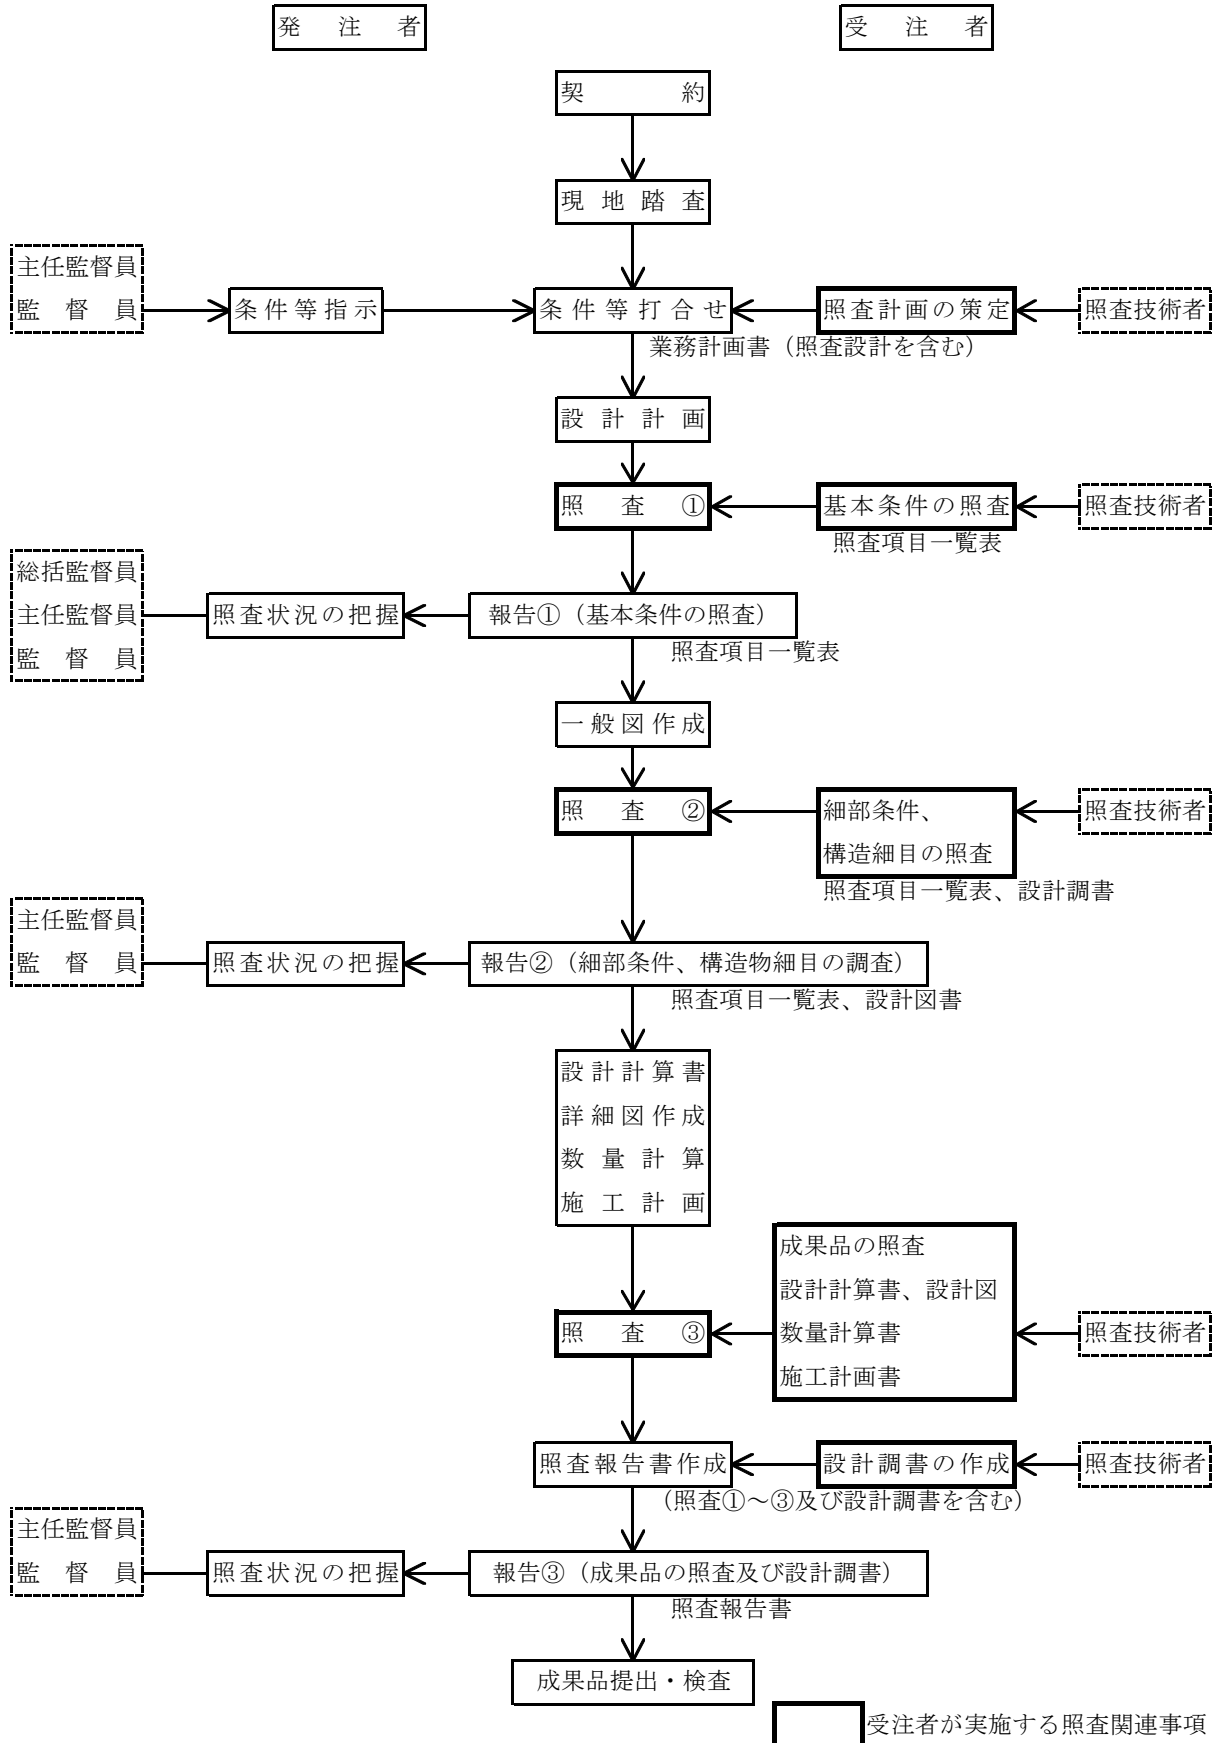 発注者
受注者
契約
現地踏査
主任監督員
監督員
条件等指示
条件等打合せ
照査計画の策定
照査技術者
業務計画書（照査設計を含む）
設計計画
照査①
基本条件の照査
照査技術者
照査項目一覧表
総括監督員
主任監督員
監督員
照査状況の把握
報告①（基本条件の照査）
照査項目一覧表
一般図作成
照査②
細部条件、
構造細目の照査
照査技術者
照査項目一覧表、設計調書
主任監督員
監督員
照査状況の把握
報告②（細部条件、構造物細目の調査）
照査項目一覧表、設計図書
設計計算書
詳細図作成
数量計算
施工計画
照査③
成果品の照査
設計計算書、設計図
数量計算書
施工計画書
照査技術者
照査報告書作成
設計調書の作成
照査技術者
（照査①～③及び設計調書を含む）
主任監督員
監督員
照査状況の把握
報告③（成果品の照査及び設計調書）
照査報告書
成果品提出・検査
受注者が実施する照査関連事項